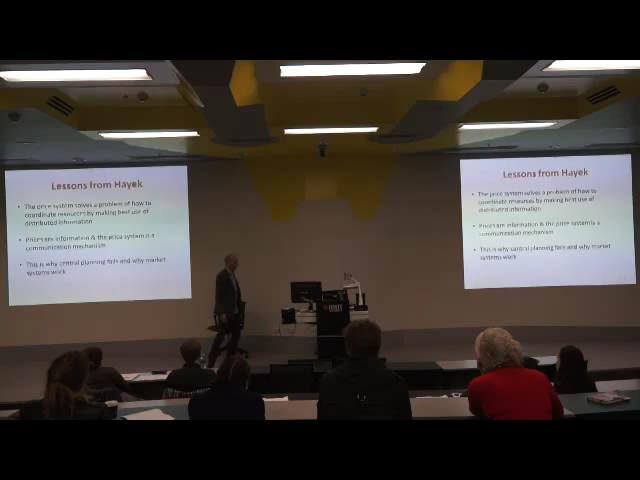 Lessons from Hayek
• The price system solves a problem of how to
coordinate resources by making best use of
distributed information
• Prices are information & the price system is a
communication mechanism
• This is why central planning fails and why market
systems work
Lessons from Hayek
• The price system solves a problem of how to
coordinate resources by making best use of
distributed information
• Prices are information & the price system is a
communication mechanism
• This is why central planning fails and why market
systems work
RMIT